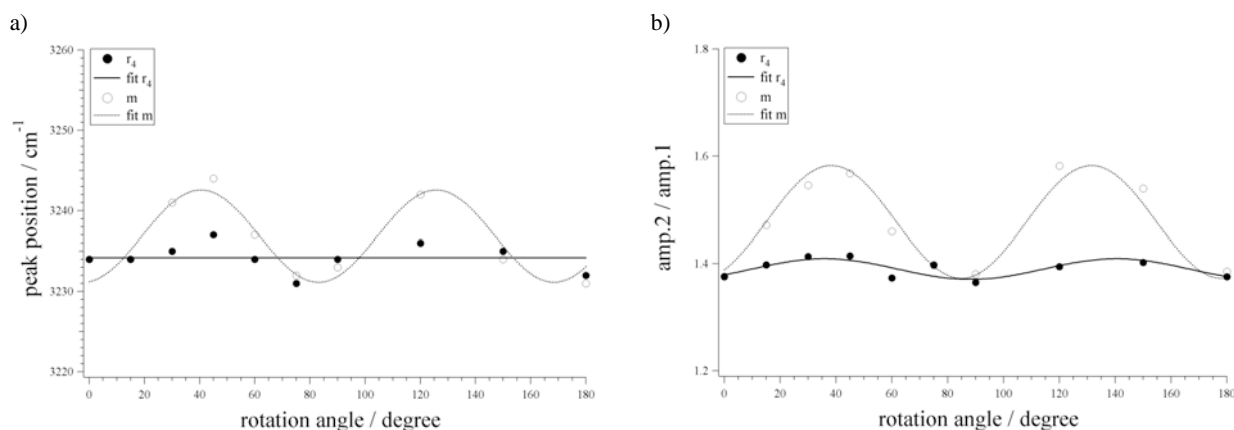 a)
3260
3250
3240
3230
3220
peak position / cm-1
r4
fit r4
m
fit m
0 20 40 60 80 100 120 140 160 180
rotation angle / degree
b)
1.8
1.6
1.4
1.2
amp.2 / amp.1
r4
fit r4
m
fit m
0 20 40 60 80 100 120 140 160 180
rotation angle / degree